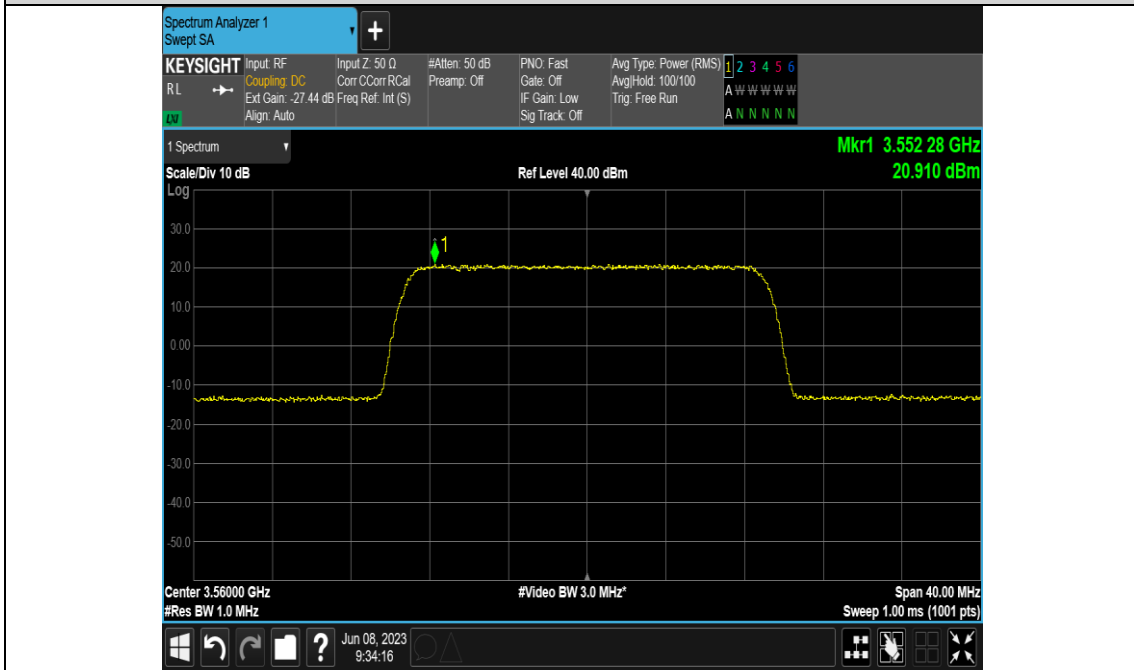 Spectrum Analyzer 1
Swept SA
+
KEYSIGHT Input: RF Input Z: 50 Ω #Atten: 50 dB PNO: Fast Avg Type: Power (RMS) 1 2 3 4 5 6
RL Coupling: DC Corr CCorr RCal Preamp: Off Gate: Off Avg|Hold: 100/100 A W W W W W
Ext Gain: -27.44 dB Freq Ref: Int (S) IF Gain: Low Trig: Free Run
LXI Align: Auto Sig Track: Off A N N N N N
1 Spectrum Mkr1 3.552 28 GHz
Scale/Div 10 dB Ref Level 40.00 dBm 20.910 dBm
Log
30.0
1
20.0
10.0
0.00
-10.0
-20.0
-30.0
-40.0
-50.0
Center 3.56000 GHz #Video BW 3.0 MHz* Span 40.00 MHz
#Res BW 1.0 MHz Sweep 1.00 ms (1001 pts)
? Jun 08, 2023
9:34:16